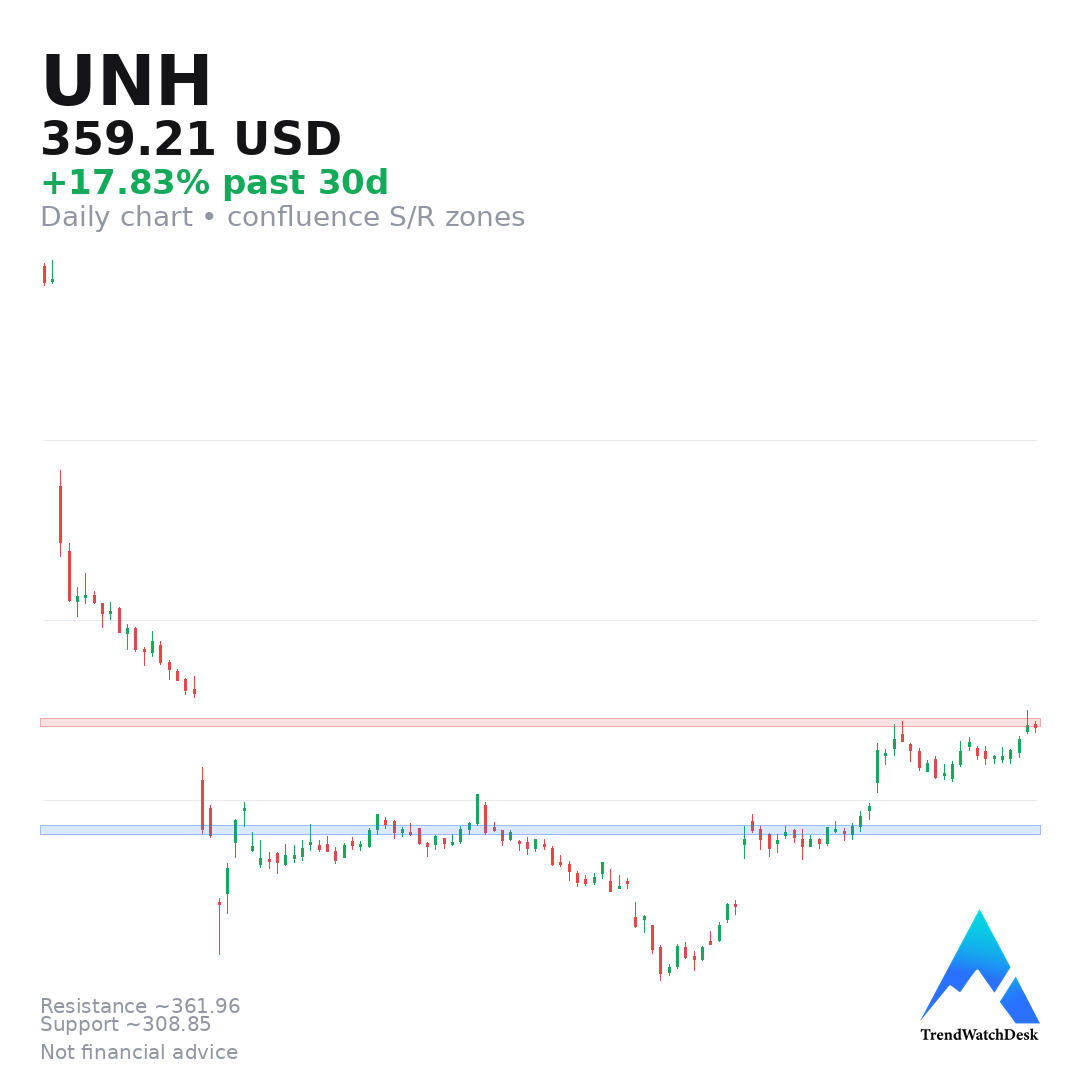 UNH
359.21 USD
+17.83% past 30d
Daily chart • confluence S/R zones
Resistance ~361.96
Support ~308.85
Not financial advice
TrendWatchDesk